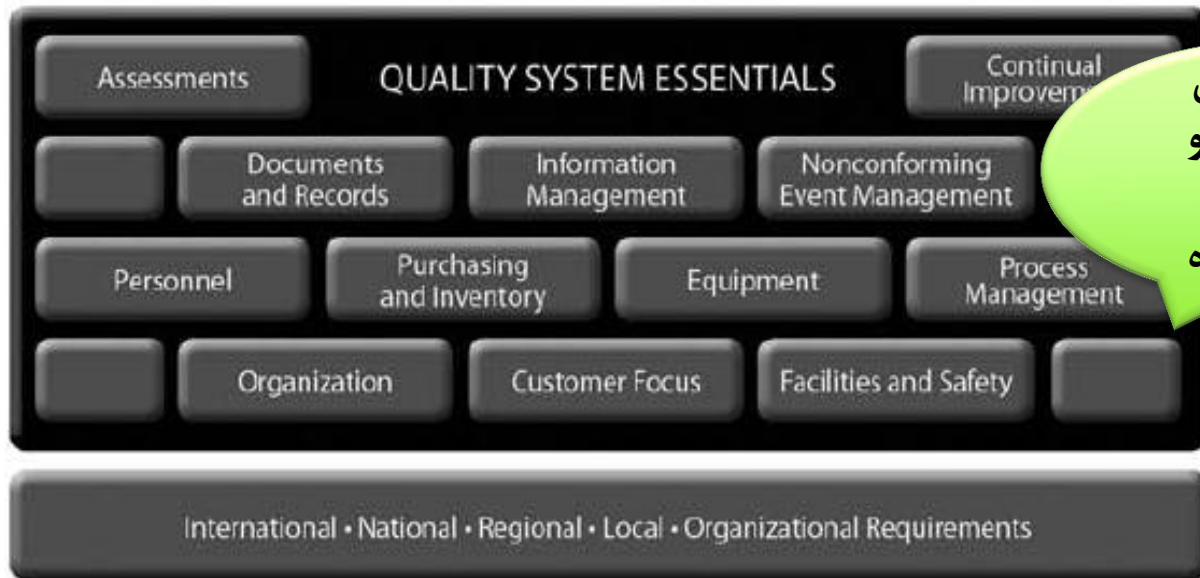 Assessments
QUALITY SYSTEM ESSENTIALS
Continual
Documents
and Records
Information
Management
Nonconforming
Event Management
Personnel
Purchasing
and Inventory
Equipment
Process
Management
Organization
Customer Focus
Facilities and Safety
International • National • Regional • Local • Organizational Requirements